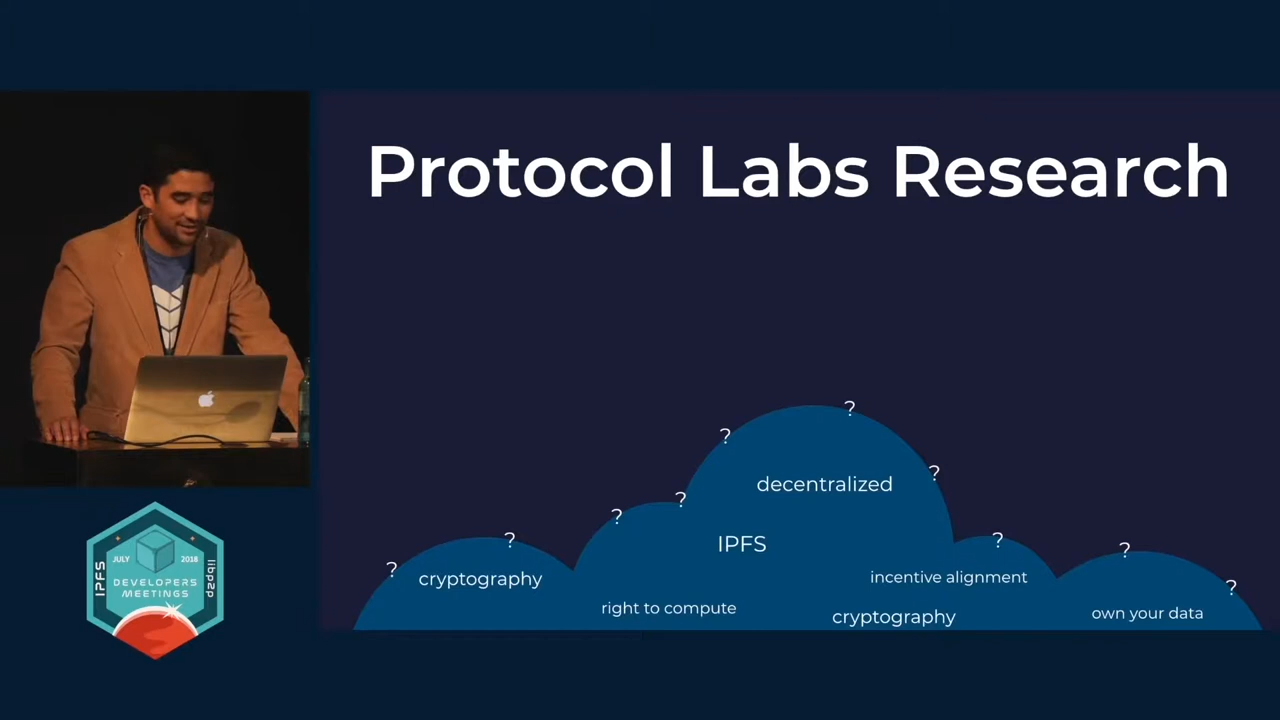 Protocol Labs Research
?
?
?
decentralized
?
?
IPFS
?
?
?
?
?
cryptography
incentive alignment
right to compute
cryptography
own your data
IPFS
JULY
2018
libp2p
DEVELOPERS
MEETINGS